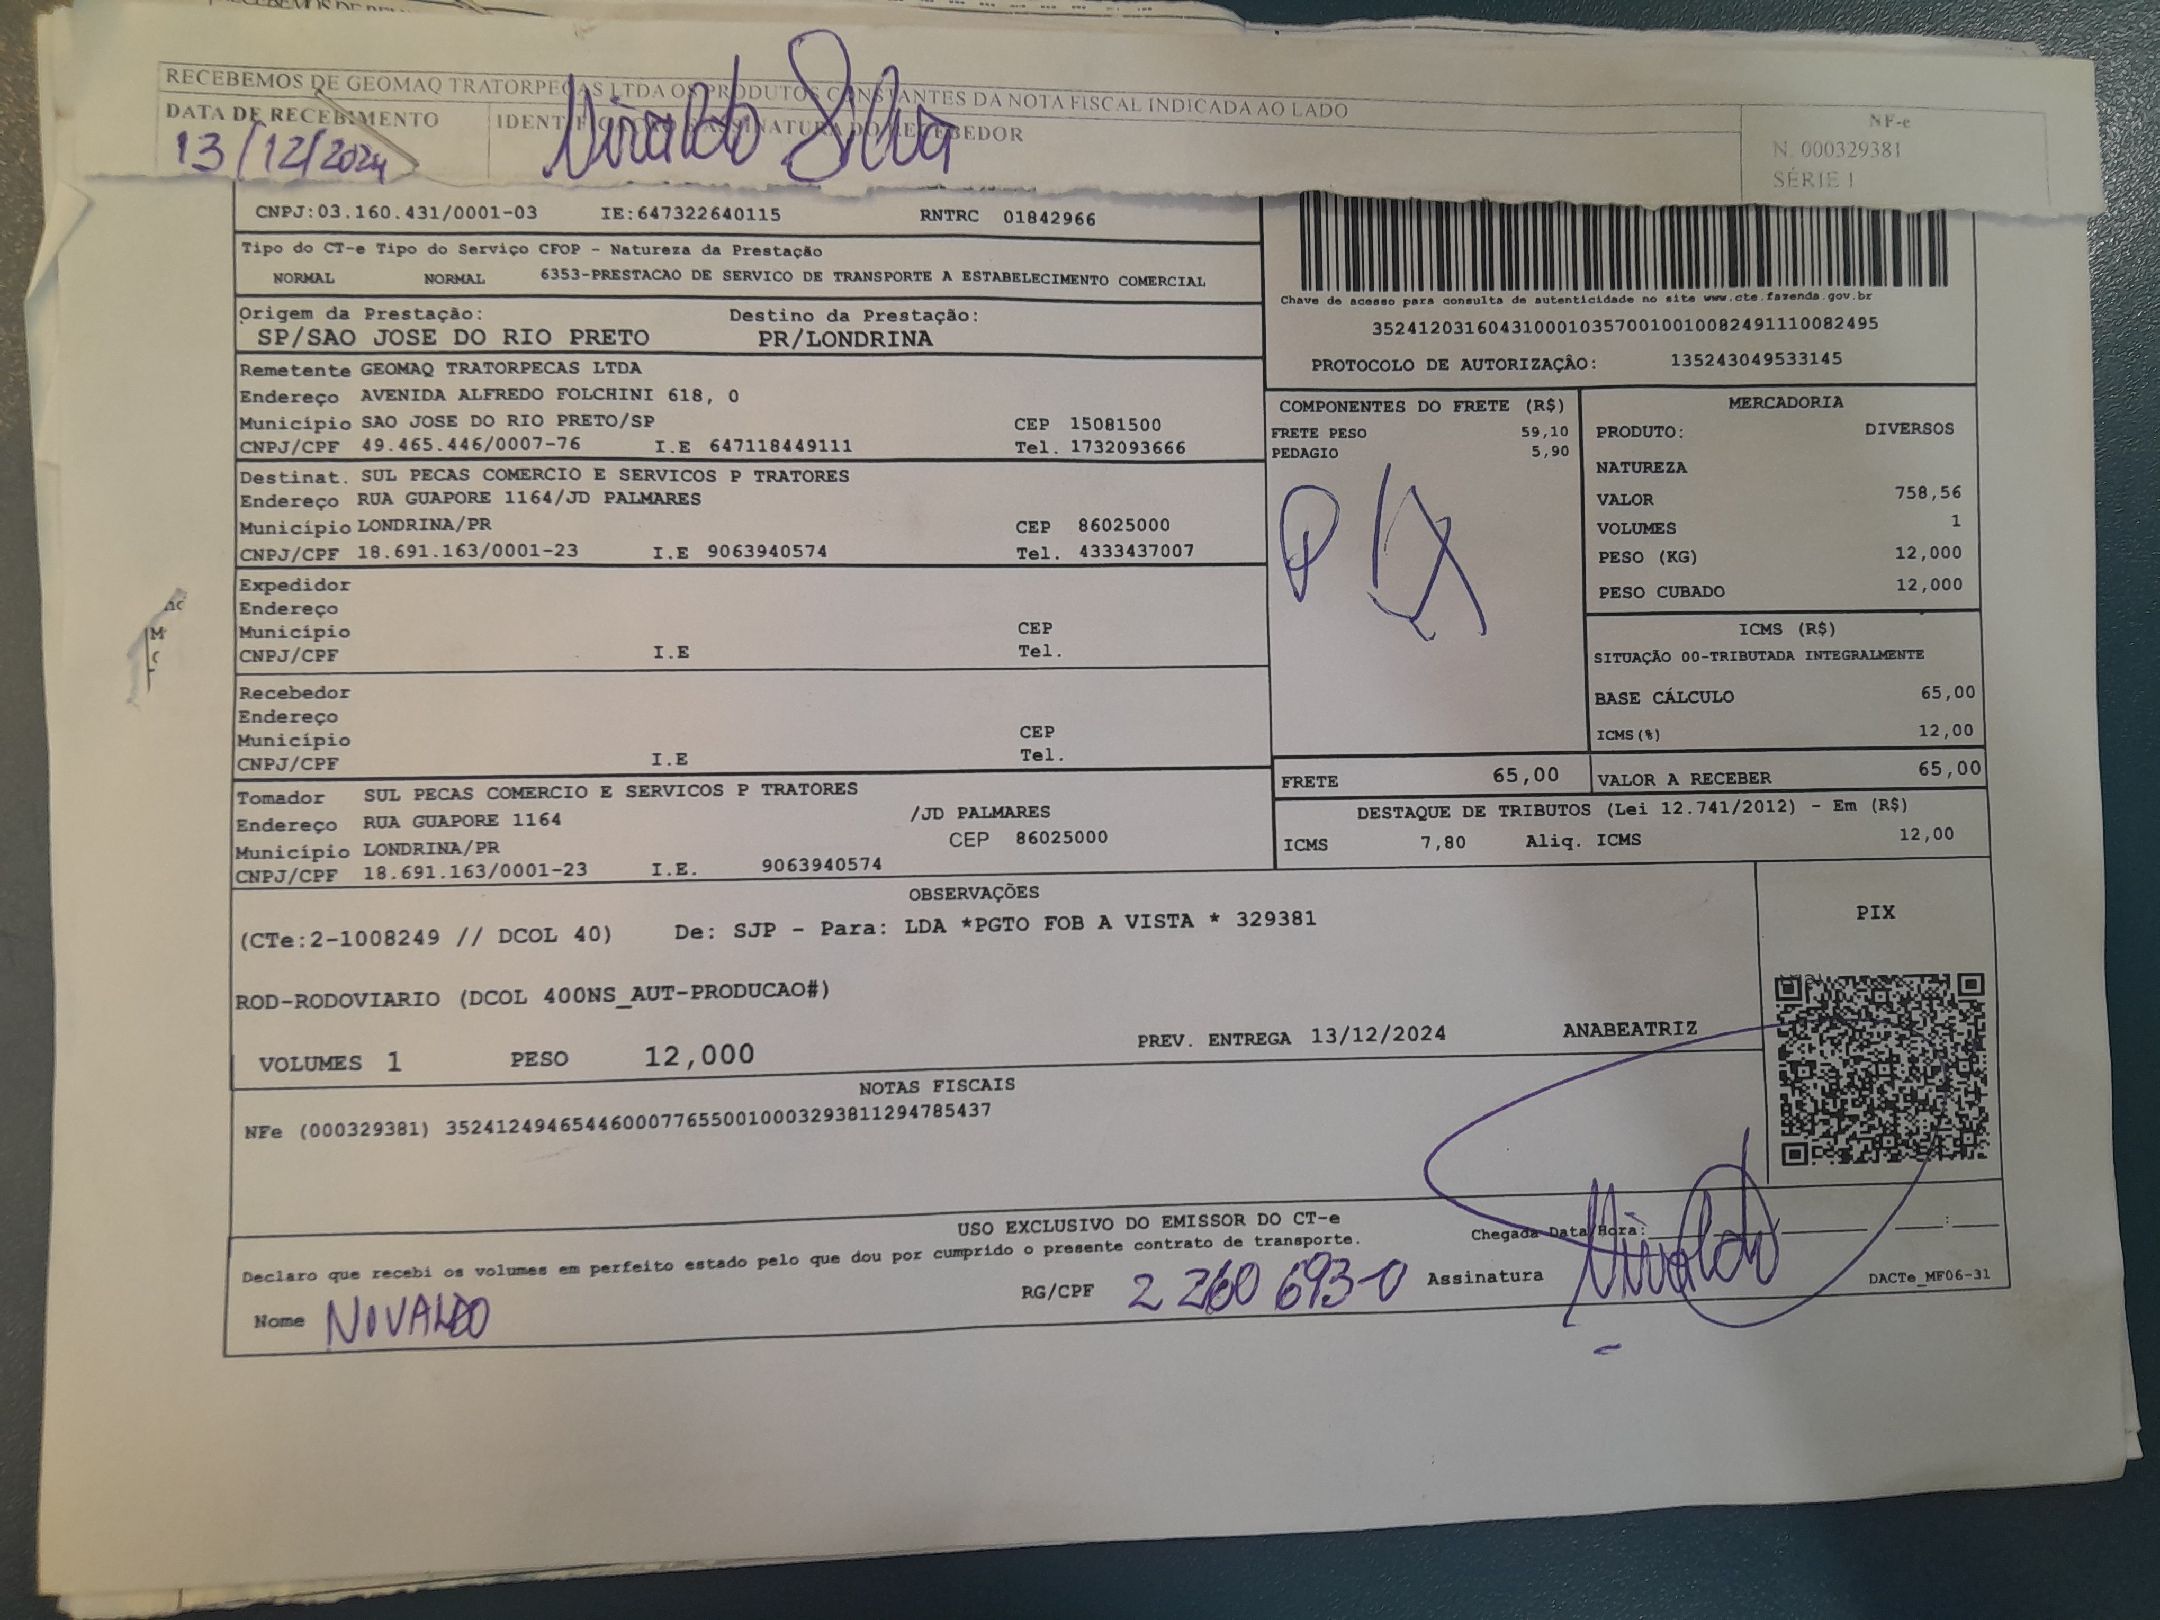 RECEBEMOS DE GEOMAQ TRATORPEÇAS LTDA OS PRODUTOS CONSTANTES DA NOTA FISCAL INDICADA AO LADO
DATA DE RECEBIMENTO IDENTIFICAÇÃO E ASSINATURA DO RECEBEDOR
13/12/2024 Nivaldo Silva
NF-e
N. 000329381
SÉRIE 1
CNPJ:03.160.431/0001-03 IE:647322640115 RNTRC 01842966
Tipo do CT-e Tipo do Serviço CFOP - Natureza da Prestação
NORMAL NORMAL 6353-PRESTACAO DE SERVICO DE TRANSPORTE A ESTABELECIMENTO COMERCIAL
Origem da Prestação: Destino da Prestação:
SP/SAO JOSE DO RIO PRETO PR/LONDRINA
Remetente GEOMAQ TRATORPECAS LTDA
Endereço AVENIDA ALFREDO FOLCHINI 618, 0
Município SAO JOSE DO RIO PRETO/SP CEP 15081500
CNPJ/CPF 49.465.446/0007-76 I.E 647118449111 Tel. 1732093666
Destinat. SUL PECAS COMERCIO E SERVICOS P TRATORES
Endereço RUA GUAPORE 1164/JD PALMARES
Município LONDRINA/PR CEP 86025000
CNPJ/CPF 18.691.163/0001-23 I.E 9063940574 Tel. 4333437007
Expedidor
Endereço
Município CEP
CNPJ/CPF I.E Tel.
Recebedor
Endereço
Município CEP
CNPJ/CPF I.E Tel.
Tomador SUL PECAS COMERCIO E SERVICOS P TRATORES
Endereço RUA GUAPORE 1164 /JD PALMARES
Município LONDRINA/PR CEP 86025000
CNPJ/CPF 18.691.163/0001-23 I.E. 9063940574
Chave de acesso para consulta de autenticidade no site www.cte.fazenda.gov.br
35241203160431000103570010010082491110082495
PROTOCOLO DE AUTORIZAÇÂO: 135243049533145
COMPONENTES DO FRETE (R$)
FRETE PESO 59,10
PEDAGIO 5,90
PIX
MERCADORIA
PRODUTO: DIVERSOS
NATUREZA
VALOR 758,56
VOLUMES 1
PESO (KG) 12,000
PESO CUBADO 12,000
ICMS (R$)
SITUAÇÃO 00-TRIBUTADA INTEGRALMENTE
BASE CÁLCULO 65,00
ICMS(%) 12,00
FRETE 65,00 VALOR A RECEBER 65,00
DESTAQUE DE TRIBUTOS (Lei 12.741/2012) - Em (R$)
ICMS 7,80 Aliq. ICMS 12,00
OBSERVAÇÕES
(CTe:2-1008249 // DCOL 40) De: SJP - Para: LDA *PGTO FOB A VISTA * 329381
ROD-RODOVIARIO (DCOL 400NS_AUT-PRODUCAO#)
PREV. ENTREGA 13/12/2024 ANABEATRIZ
VOLUMES 1 PESO 12,000
PIX
NOTAS FISCAIS
NFe (000329381) 35241249465446000776550010003293811294785437
USO EXCLUSIVO DO EMISSOR DO CT-e
Declaro que recebi os volumes em perfeito estado pelo que dou por cumprido o presente contrato de transporte.
Chegada Data/Hora: :
Nome NIVALDO RG/CPF 2 260 693-0 Assinatura Nivaldo
DACTe_MF06-31